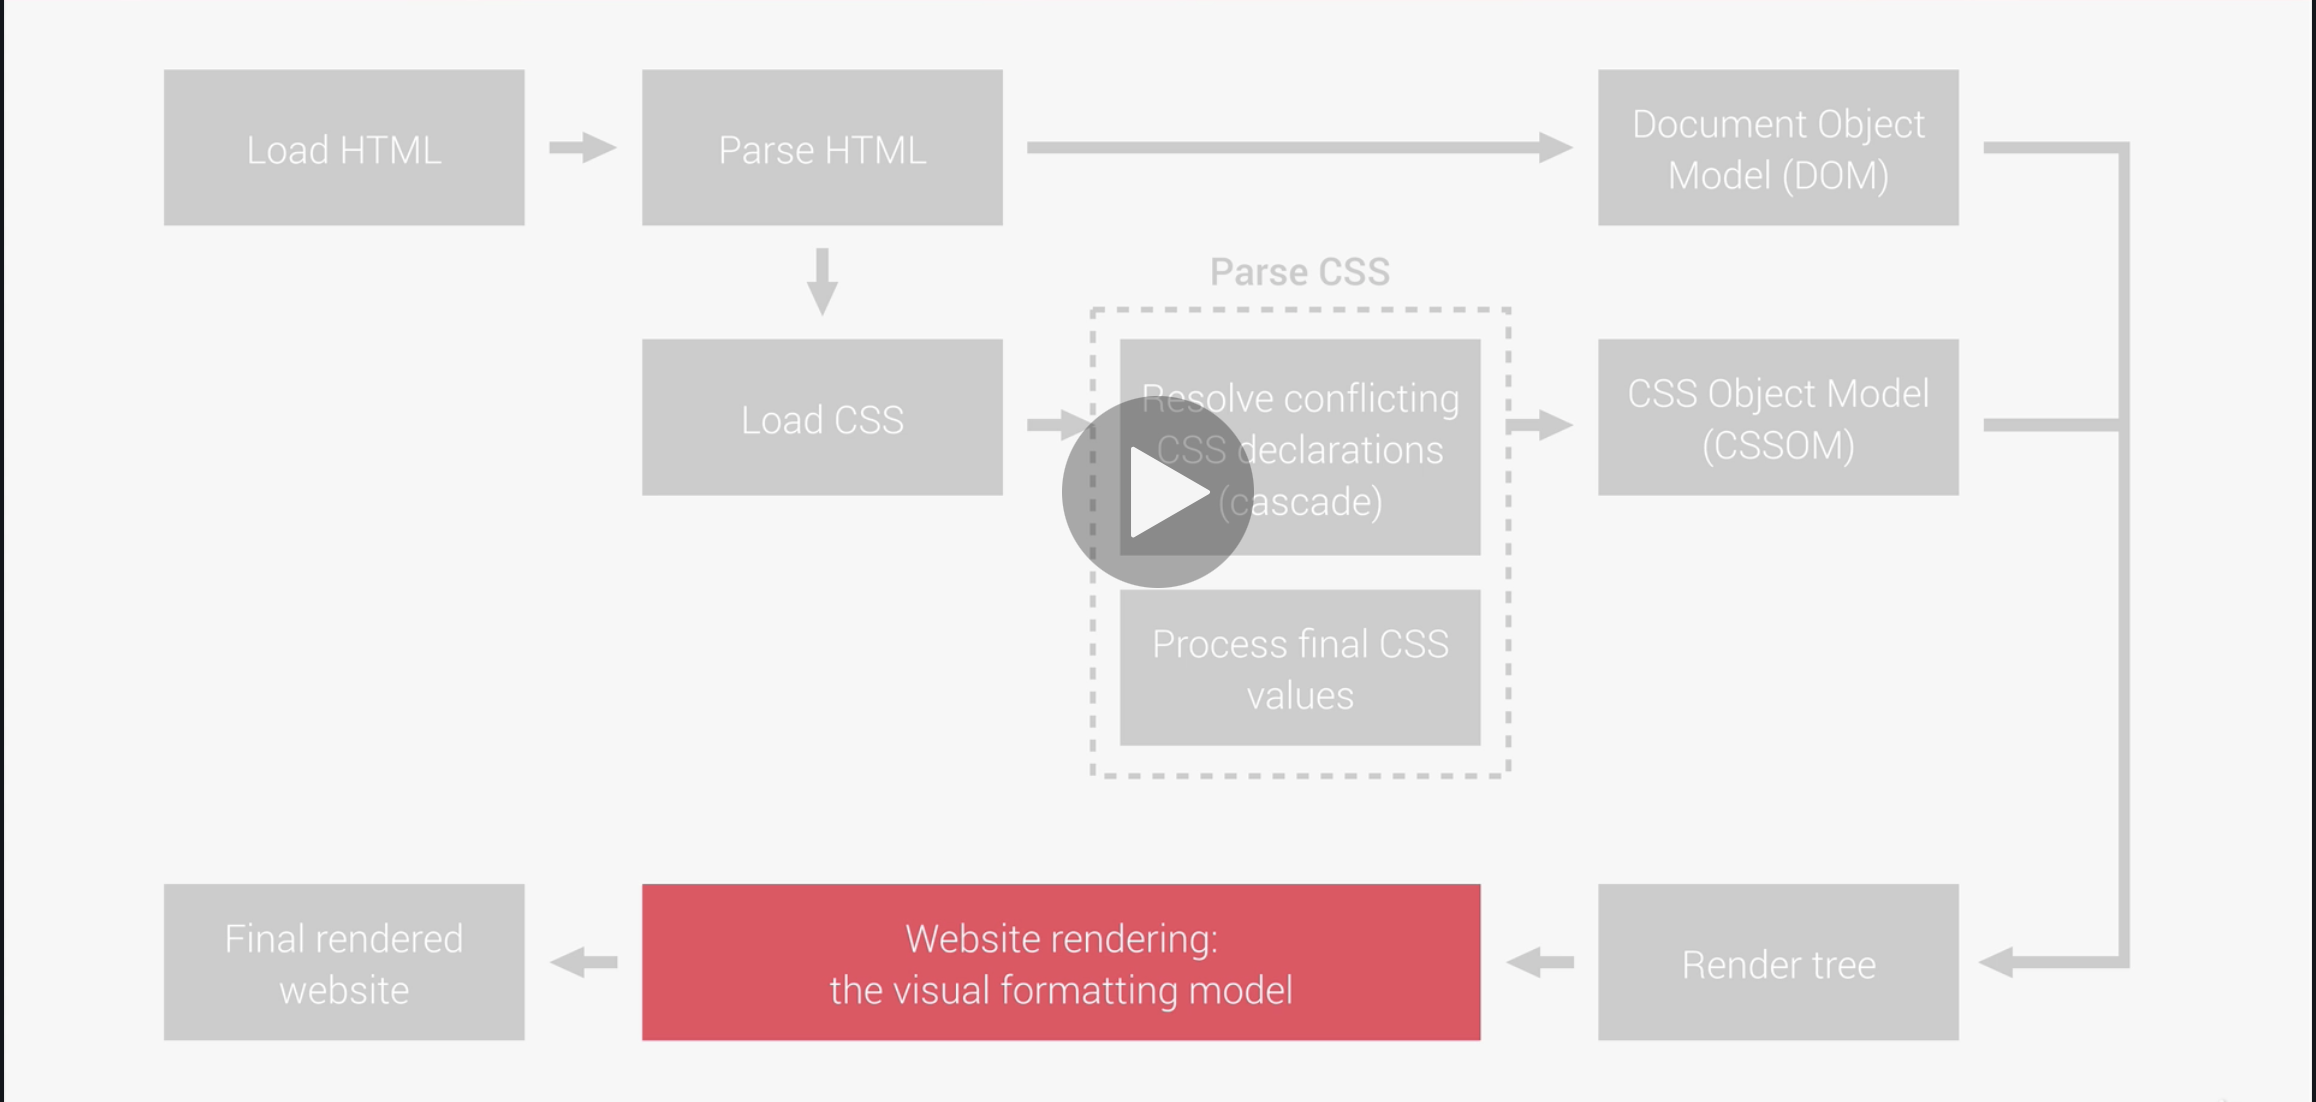 Load HTML
Parse HTML
Document Object
Model (DOM)
Parse CSS
Load CSS
Resolve conflicting
CSS declarations
(cascade)
CSS Object Model
(CSSOM)
Process final CSS
values
Final rendered
website
Website rendering:
the visual formatting model
Render tree